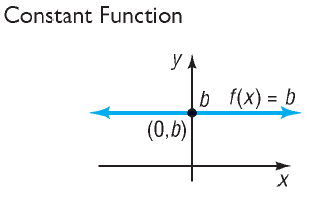 Constant Function
y
b f(x) = b
(0,b)
x